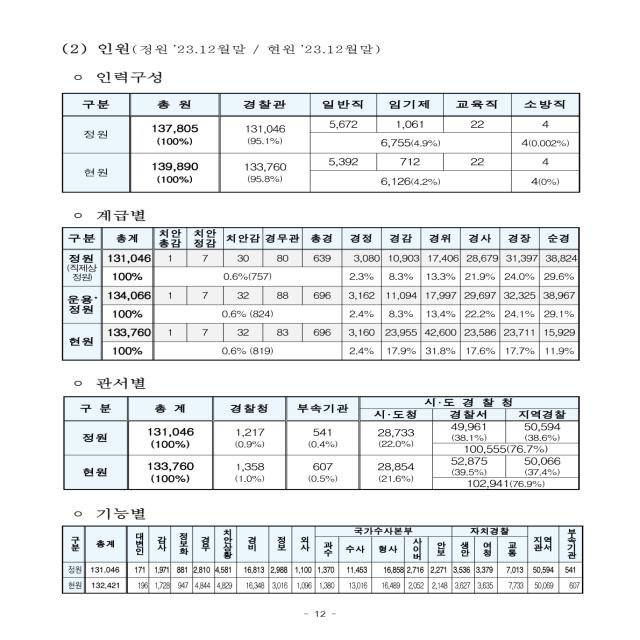 (2) 인원(정원 '23.12월말 / 현원 '23.12월말)
○ 인력구성
구분 총 원 경찰관 일반직 임기제 교육직 소방직
정원 137,805 (100%) 131,046 (95.1%) 5,672 1,061 22 4
6,755(4.9%) 4(0.002%)
현원 139,890 (100%) 133,760 (95.8%) 5,392 712 22 4
6,126(4.2%) 4(0%)
○ 계급별
구분 총계 치안총감 치안정감 치안감 경무관 총경 경정 경감 경위 경사 경장 순경
정원 (직제상 정원) 131,046 1 7 30 80 639 3,080 10,903 17,406 28,679 31,397 38,824
100% 0.6%(757) 2.3% 8.3% 13.3% 21.9% 24.0% 29.6%
운용* 정원 134,066 1 7 32 88 696 3,162 11,094 17,997 29,697 32,325 38,967
100% 0.6% (824) 2.4% 8.3% 13.4% 22.2% 24.1% 29.1%
현원 133,760 1 7 32 83 696 3,160 23,955 42,600 23,586 23,711 15,929
100% 0.6% (819) 2.4% 17.9% 31.8% 17.6% 17.7% 11.9%
○ 관서별
구 분 총 계 경찰청 부속기관 시·도 경 찰 청
시·도청 경찰서 지역경찰
정원 131,046 (100%) 1,217 (0.9%) 541 (0.4%) 28,733 (22.0%) 49,961 (38.1%) 50,594 (38.6%)
100,555(76.7%)
현원 133,760 (100%) 1,358 (1.0%) 607 (0.5%) 28,854 (21.6%) 52,875 (39.5%) 50,066 (37.4%)
102,941(76.9%)
○ 기능별
구분 총계 대변인 감사 정보화 경무 치안상황 경비 정보 외사 국가수사본부 자치경찰 지역관서 부속기관
과수 수사 형사 사이버 안보 생안 여청 교통
정원 131,046 171 1,971 881 2,810 4,581 16,813 2,988 1,100 1,370 11,453 16,858 2,716 2,271 3,536 3,379 7,013 50,594 541
현원 132,421 196 1,728 947 4,844 4,829 16,348 3,016 1,096 1,380 13,016 16,489 2,052 2,148 3,627 3,635 7,733 50,069 607
- 12 -